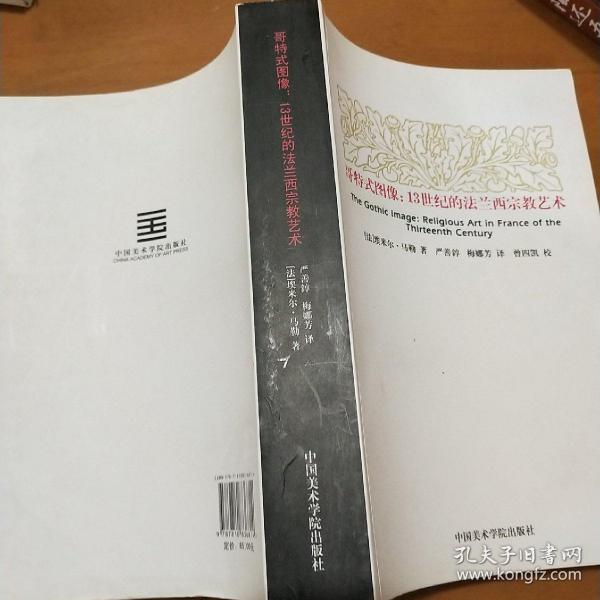 哥特式图像：13世纪的法兰西宗教艺术
The Gothic Image: Religious Art in France of the
Thirteenth Century
[法]埃米尔·马勒 著 严善錞 梅娜芳 译 曾四凯 校
中国美术学院出版社
哥特式图像：13世纪的法兰西宗教艺术
[法]埃米尔·马勒 著
严善錞 梅娜芳 译
中国美术学院出版社
中国美术学院出版社
CHINA ACADEMY OF ART PRESS
定价：65.00元
孔夫子旧书网
www.kongfz.com